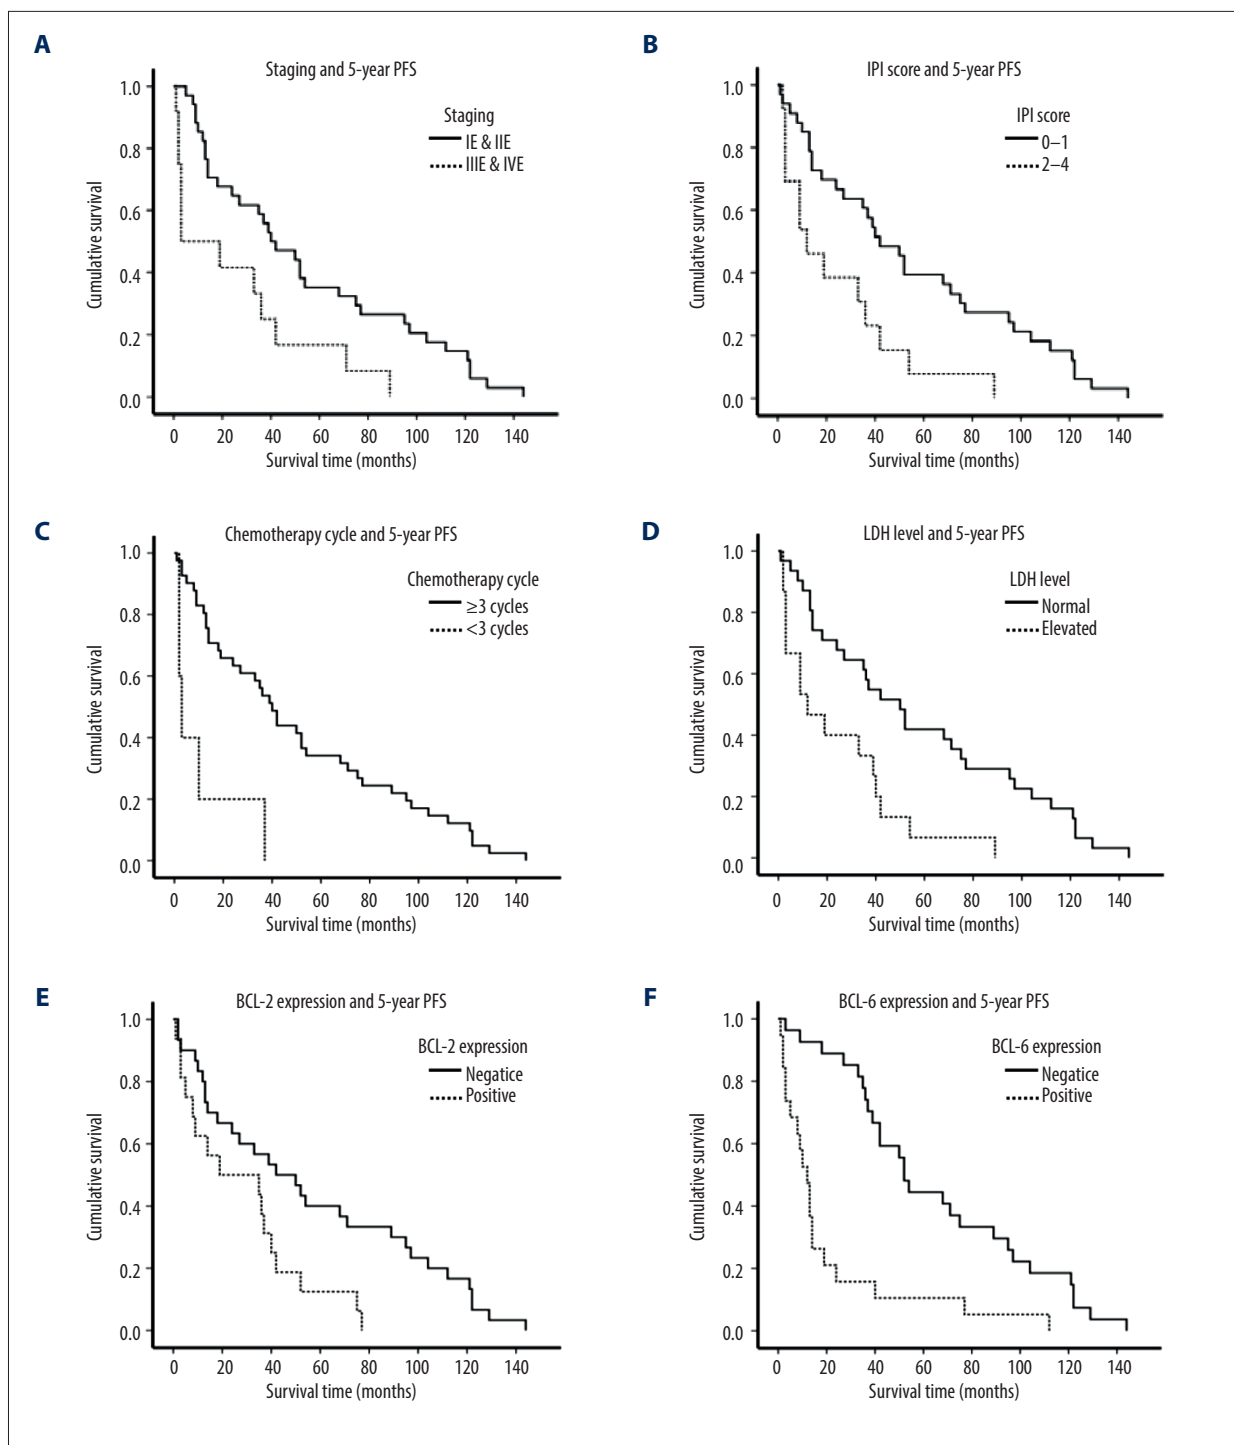 A
Staging and 5-year PFS
Staging
IE & IIE
IIIE & IVE
Cumulative survival
1.0
0.8
0.6
0.4
0.2
0.0
0 20 40 60 80 100 120 140
Survival time (months)
B
IPI score and 5-year PFS
IPI score
0–1
2–4
Cumulative survival
1.0
0.8
0.6
0.4
0.2
0.0
0 20 40 60 80 100 120 140
Survival time (months)
C
Chemotherapy cycle and 5-year PFS
Chemotherapy cycle
≥3 cycles
<3 cycles
Cumulative survival
1.0
0.8
0.6
0.4
0.2
0.0
0 20 40 60 80 100 120 140
Survival time (months)
D
LDH level and 5-year PFS
LDH level
Normal
Elevated
Cumulative survival
1.0
0.8
0.6
0.4
0.2
0.0
0 20 40 60 80 100 120 140
Survival time (months)
E
BCL-2 expression and 5-year PFS
BCL-2 expression
Negatice
Positive
Cumulative survival
1.0
0.8
0.6
0.4
0.2
0.0
0 20 40 60 80 100 120 140
Survival time (months)
F
BCL-6 expression and 5-year PFS
BCL-6 expression
Negatice
Positive
Cumulative survival
1.0
0.8
0.6
0.4
0.2
0.0
0 20 40 60 80 100 120 140
Survival time (months)